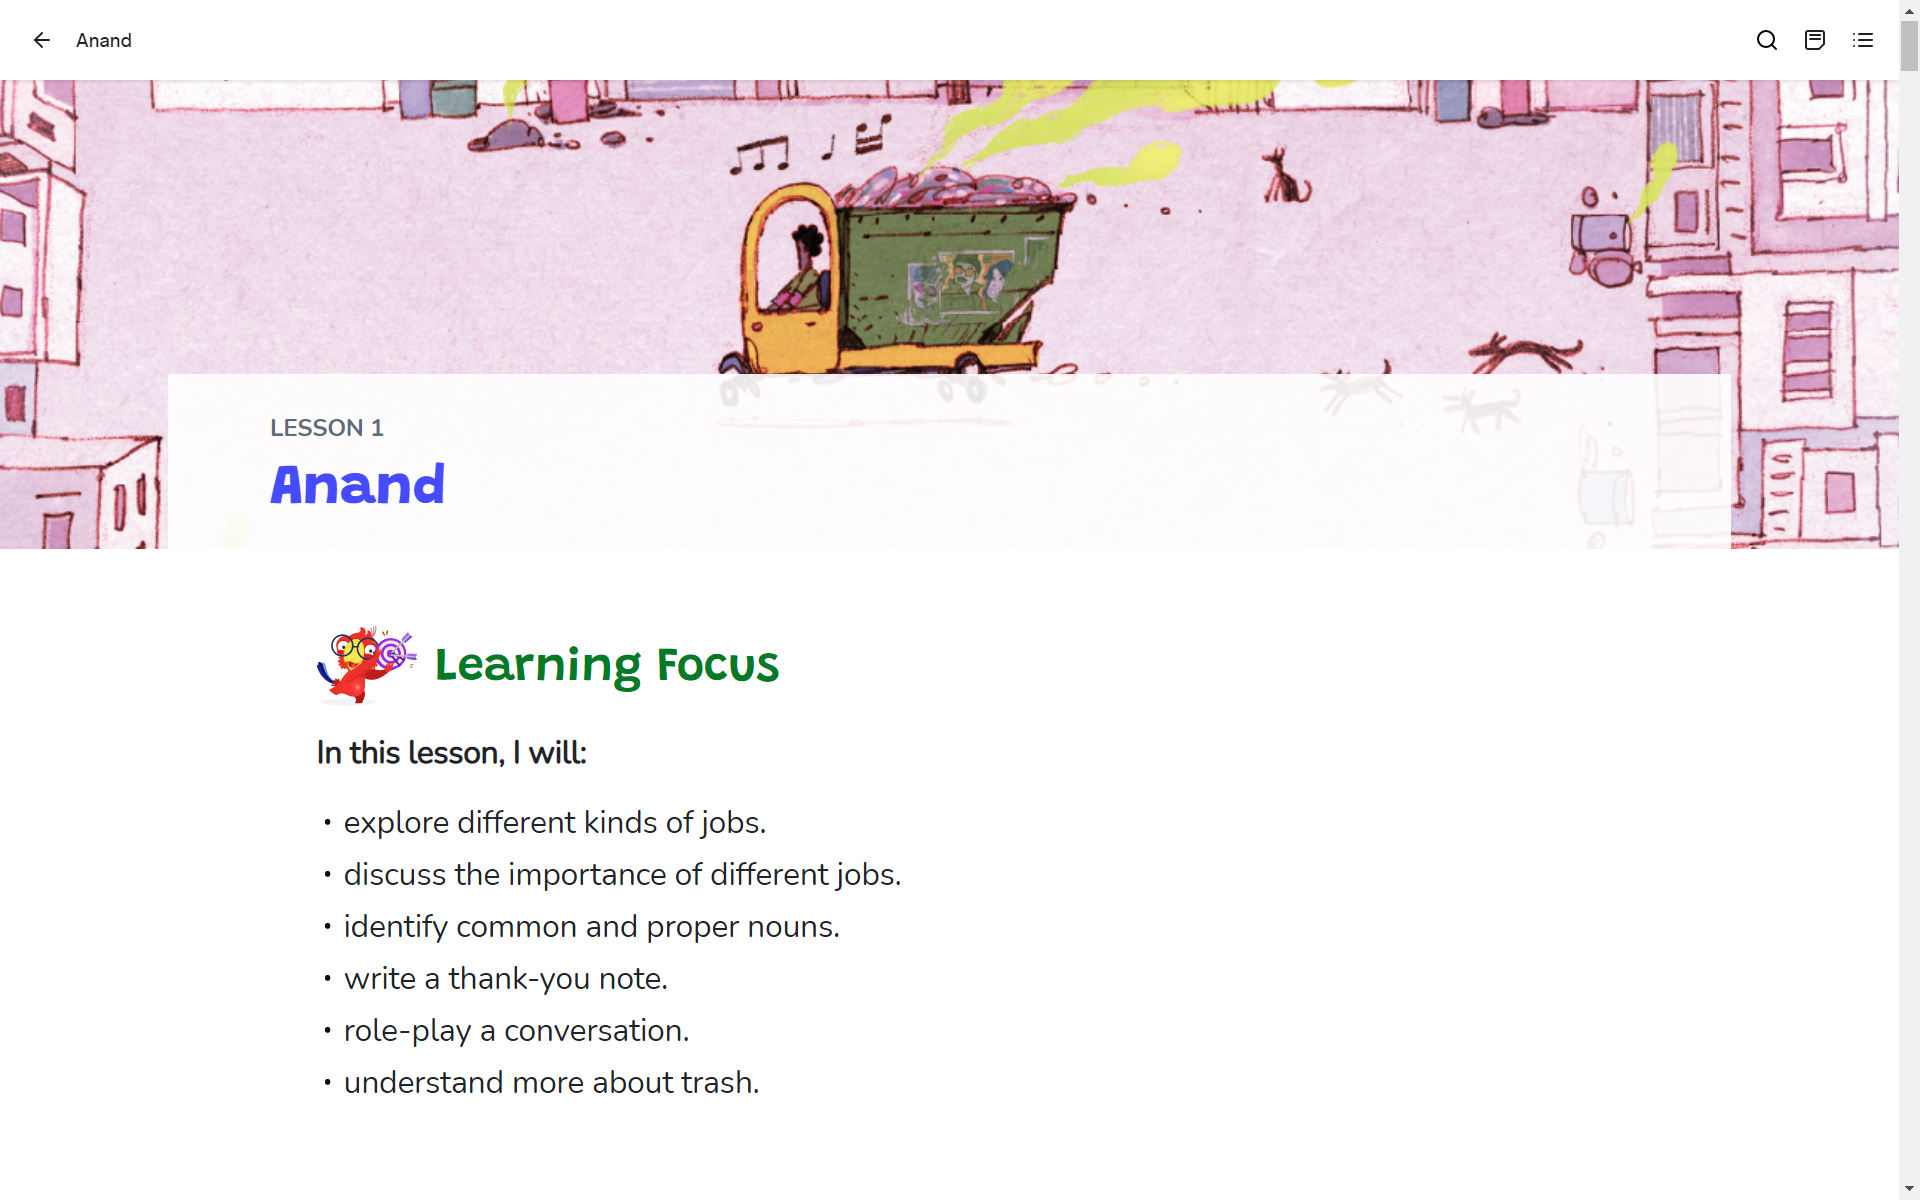 Anand
LESSON 1
Anand
Learning Focus
In this lesson, I will:
• explore different kinds of jobs.
• discuss the importance of different jobs.
• identify common and proper nouns.
• write a thank-you note.
• role-play a conversation.
• understand more about trash.